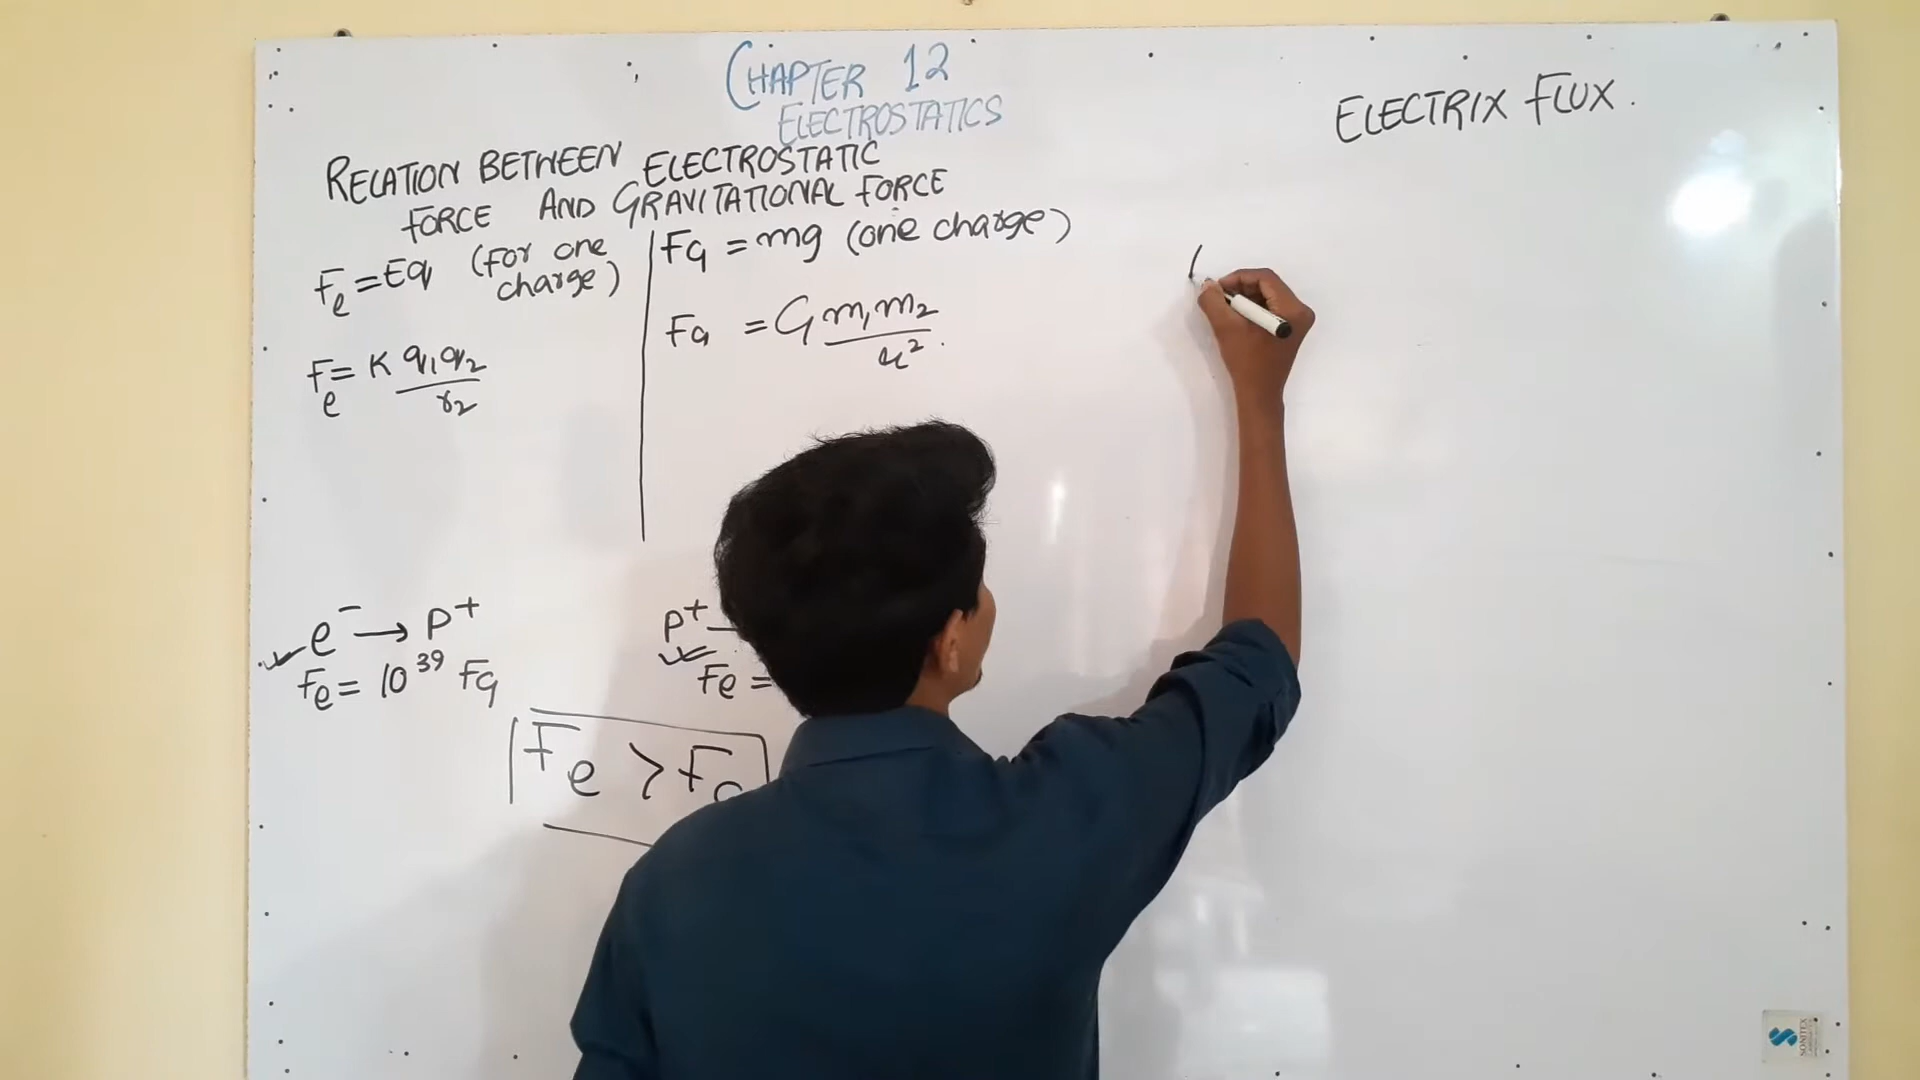 CHAPTER 12
ELECTROSTATICS
RELATION BETWEEN ELECTROSTATIC
FORCE AND GRAVITATIONAL FORCE
Fe = Eq (For one charge)
Fe = K q1q2 / r2
FG = mg (one charge)
FG = G m1m2 / r².
e⁻ → P⁺
Fe = 10³⁹ FG
P⁺
Fe =
Fe > FG
ELECTRIX FLUX.
SONITEX